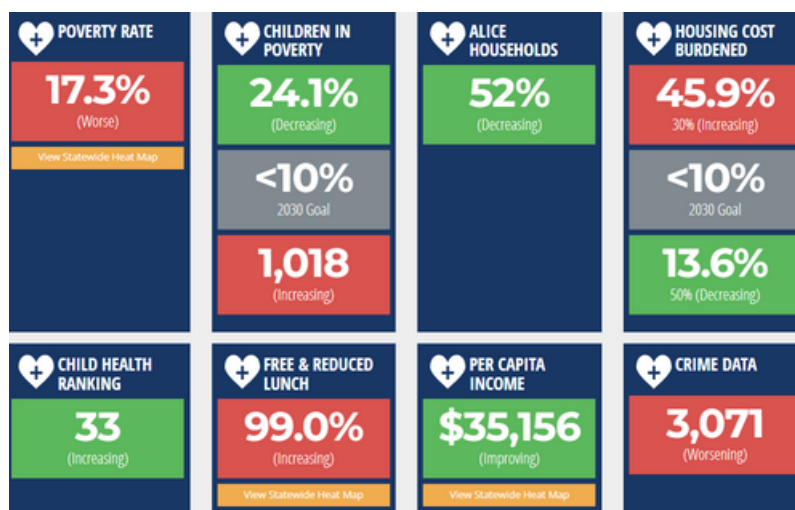 POVERTY RATE
17.3%
(Worse)
View Statewide Heat Map
CHILDREN IN
POVERTY
24.1%
(Decreasing)
<10%
2030 Goal
1,018
(Increasing)
ALICE
HOUSEHOLDS
52%
(Decreasing)
HOUSING COST
BURDENED
45.9%
30% (Increasing)
<10%
2030 Goal
13.6%
50% (Decreasing)
CHILD HEALTH
RANKING
33
(Increasing)
FREE & REDUCED
LUNCH
99.0%
(Increasing)
View Statewide Heat Map
PER CAPITA
INCOME
$35,156
(Improving)
View Statewide Heat Map
CRIME DATA
3,071
(Worsening)